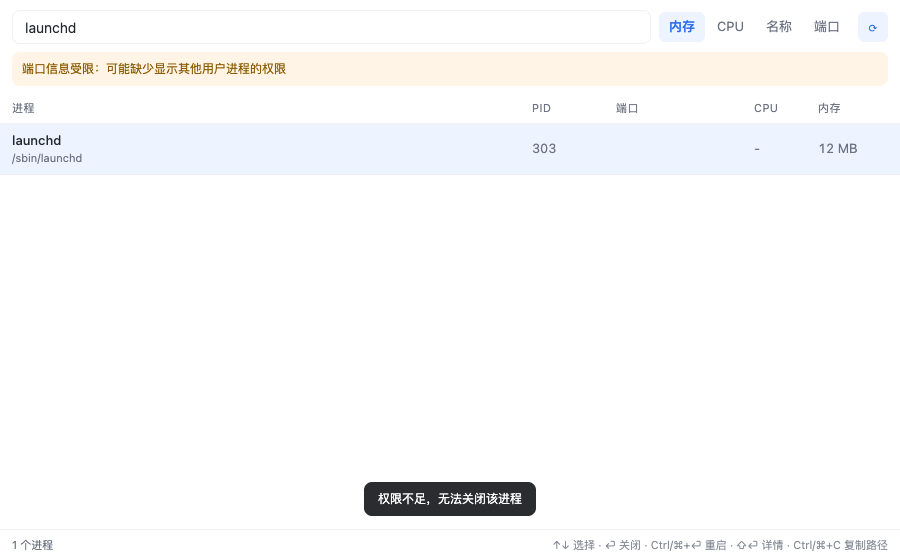 launchd
内存 CPU 名称 端口 ⟳
端口信息受限：可能缺少显示其他用户进程的权限
进程 PID 端口 CPU 内存
launchd
/sbin/launchd
303 - 12 MB
权限不足，无法关闭该进程
1 个进程
↑↓ 选择 · ⏎ 关闭 · Ctrl/⌘+⏎ 重启 · ⇧⏎ 详情 · Ctrl/⌘+C 复制路径